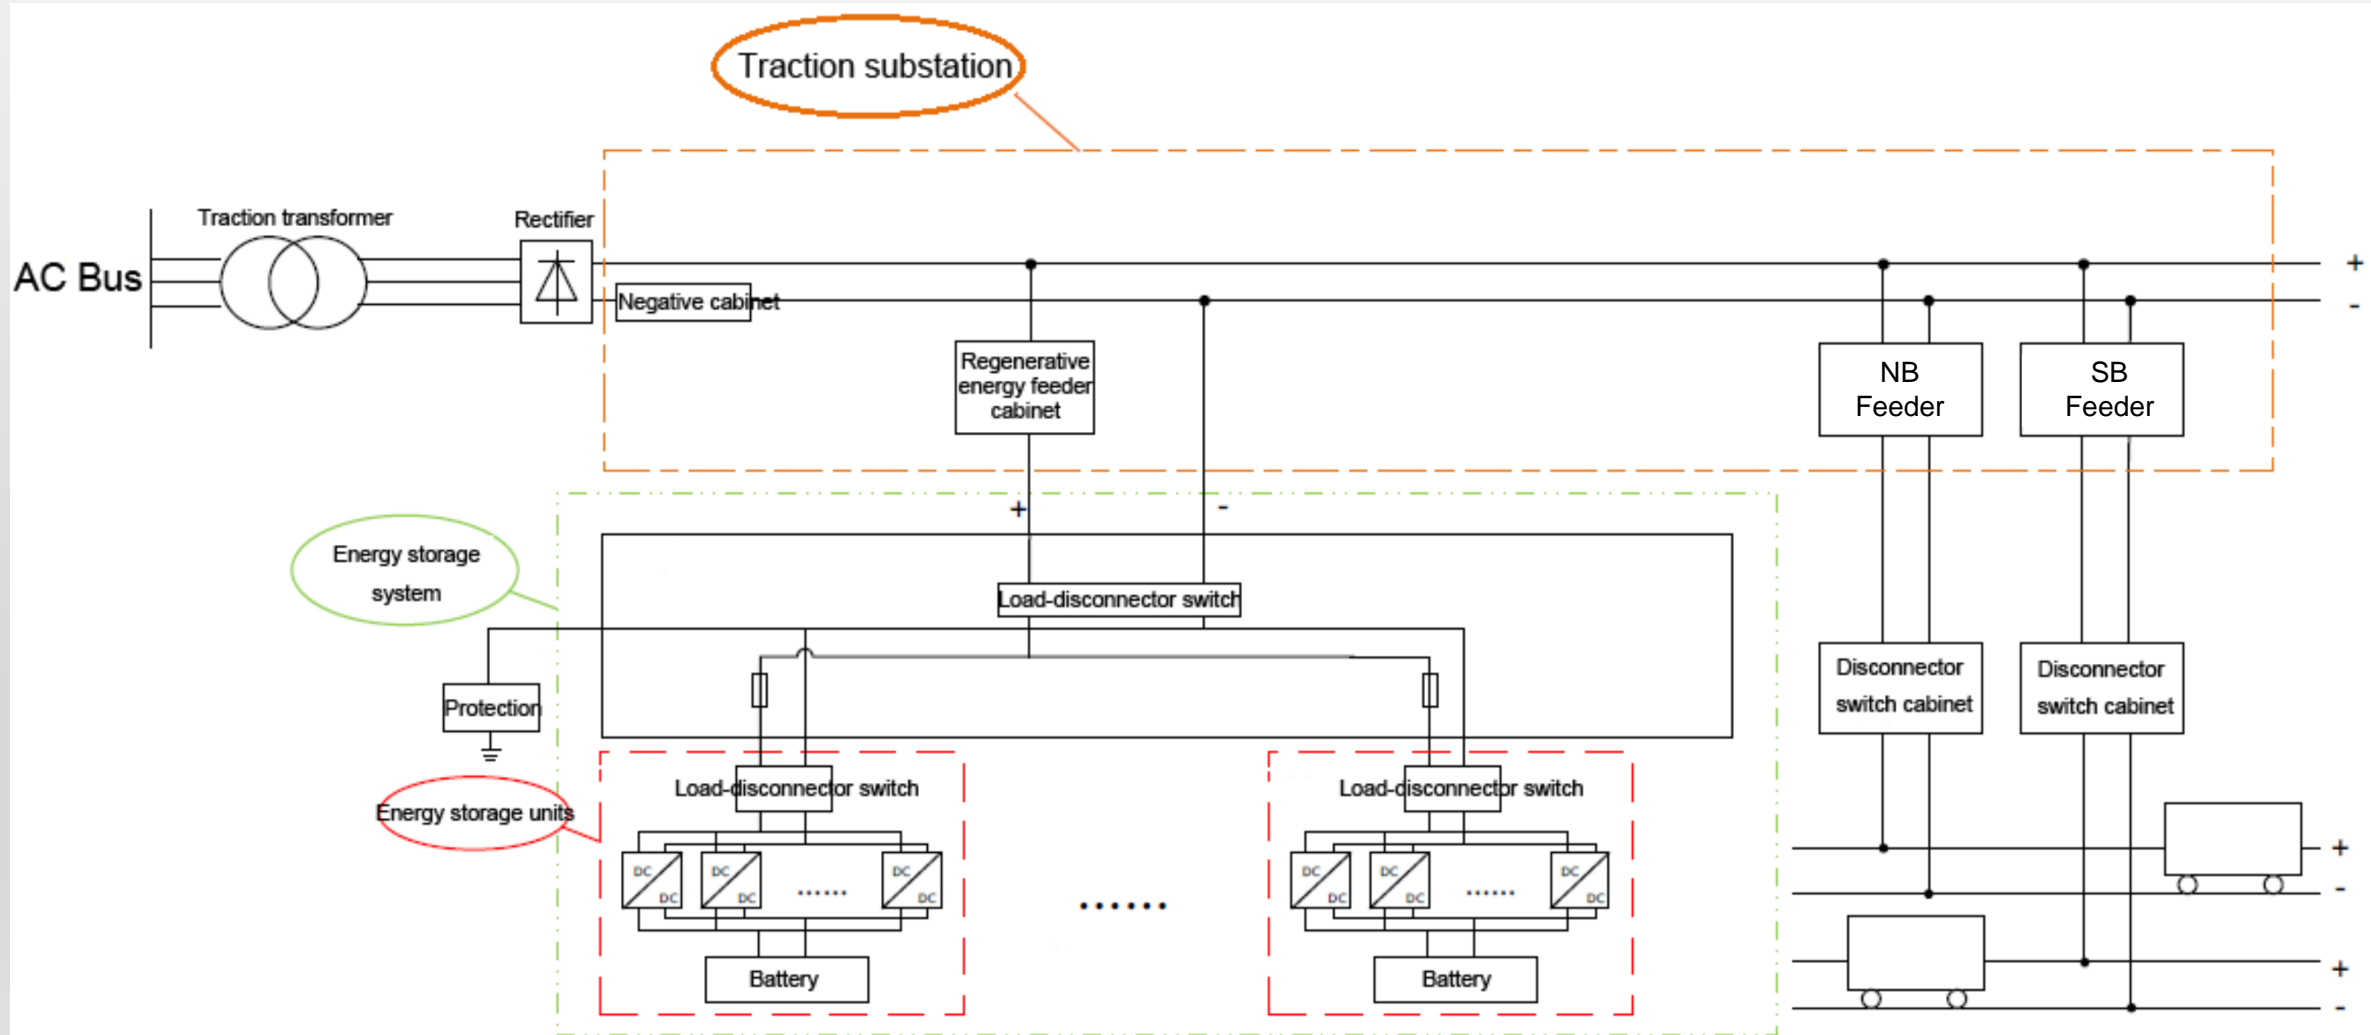 Traction substation
Traction transformer
Rectifier
AC Bus
+
Negative cabinet
-
Regenerative
energy feeder
cabinet
NB
Feeder
SB
Feeder
+
-
Energy storage
system
Load-disconnector switch
Protection
Disconnector
switch cabinet
Disconnector
switch cabinet
Energy storage units
Load-disconnector switch
Load-disconnector switch
DC
DC
DC
DC
......
DC
DC
......
DC
DC
DC
DC
......
DC
DC
Battery
Battery
+
-
+
-